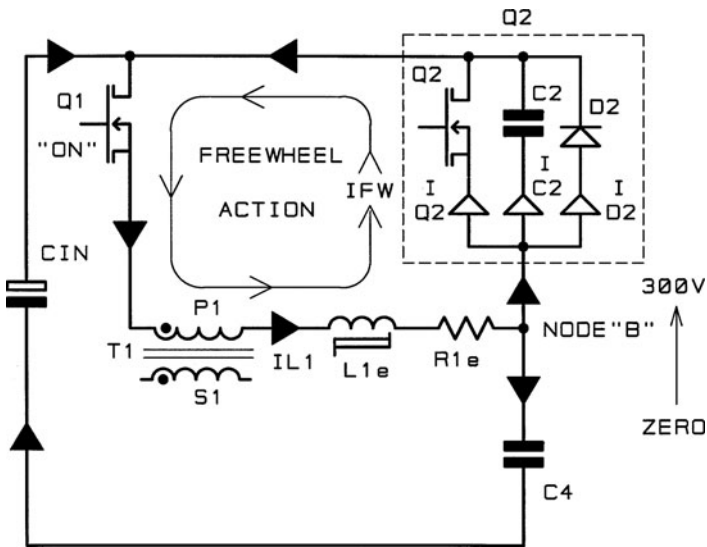 Q2
Q1
Q2
C2
D2
"ON"
FREEWHEEL
ACTION
IFW
I
Q2
I
C2
I
D2
CIN
300V
P1
NODE"B"
T1
IL1
L1e
R1e
S1
ZERO
C4